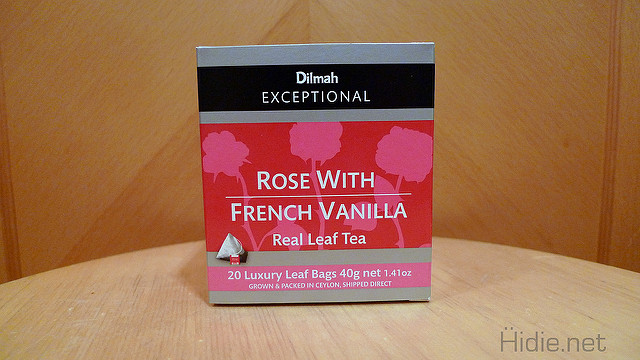 Dilmah
EXCEPTIONAL
ROSE WITH
FRENCH VANILLA
Real Leaf Tea
20 Luxury Leaf Bags 40g net 1.41oz
GROWN & PACKED IN CEYLON, SHIPPED DIRECT
Hidie.net